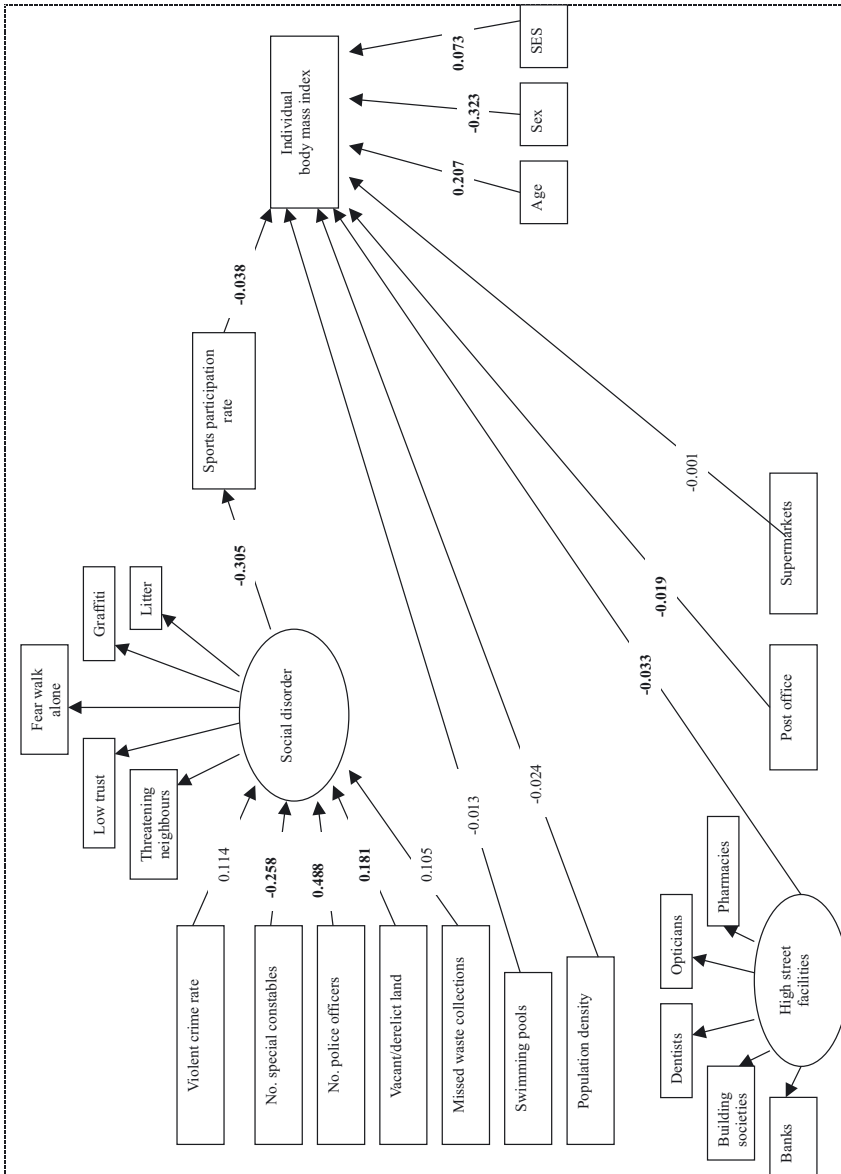 Fear walk
alone
Graffiti
Litter
Low trust
Threatening
neighbours
Social disorder
Violent crime rate
0.114
No. special constables
-0.258
No. police officers
0.488
Vacant/derelict land
0.181
Missed waste collections
0.105
-0.305
Sports participation
rate
-0.038
Individual
body mass index
Swimming pools
-0.013
Population density
-0.024
High street
facilities
Banks
Building
societies
Dentists
Opticians
Pharmacies
-0.033
Post office
-0.019
Supermarkets
-0.001
Age
0.207
Sex
-0.323
SES
0.073